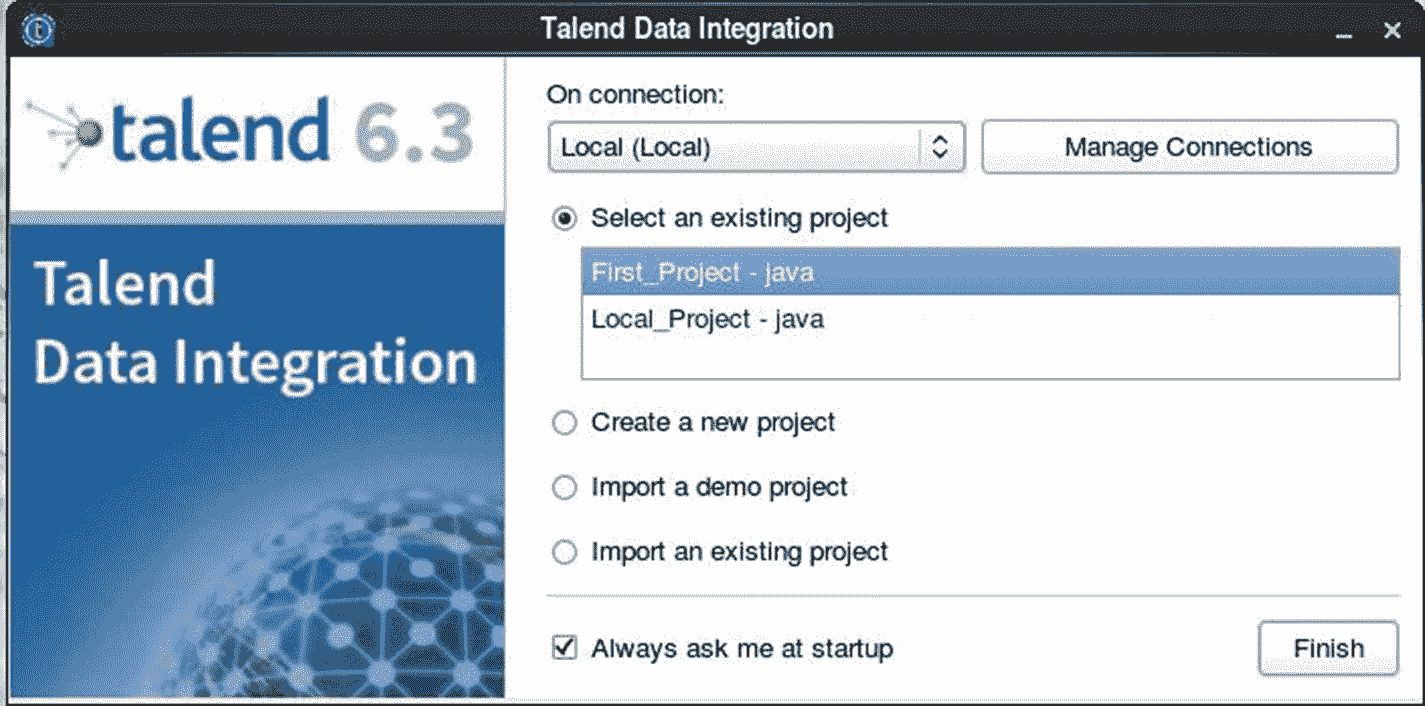 Talend Data Integration
talend 6.3
Talend
Data Integration
On connection:
Local (Local)
Manage Connections
Select an existing project
First_Project - java
Local_Project - java
Create a new project
Import a demo project
Import an existing project
Always ask me at startup
Finish